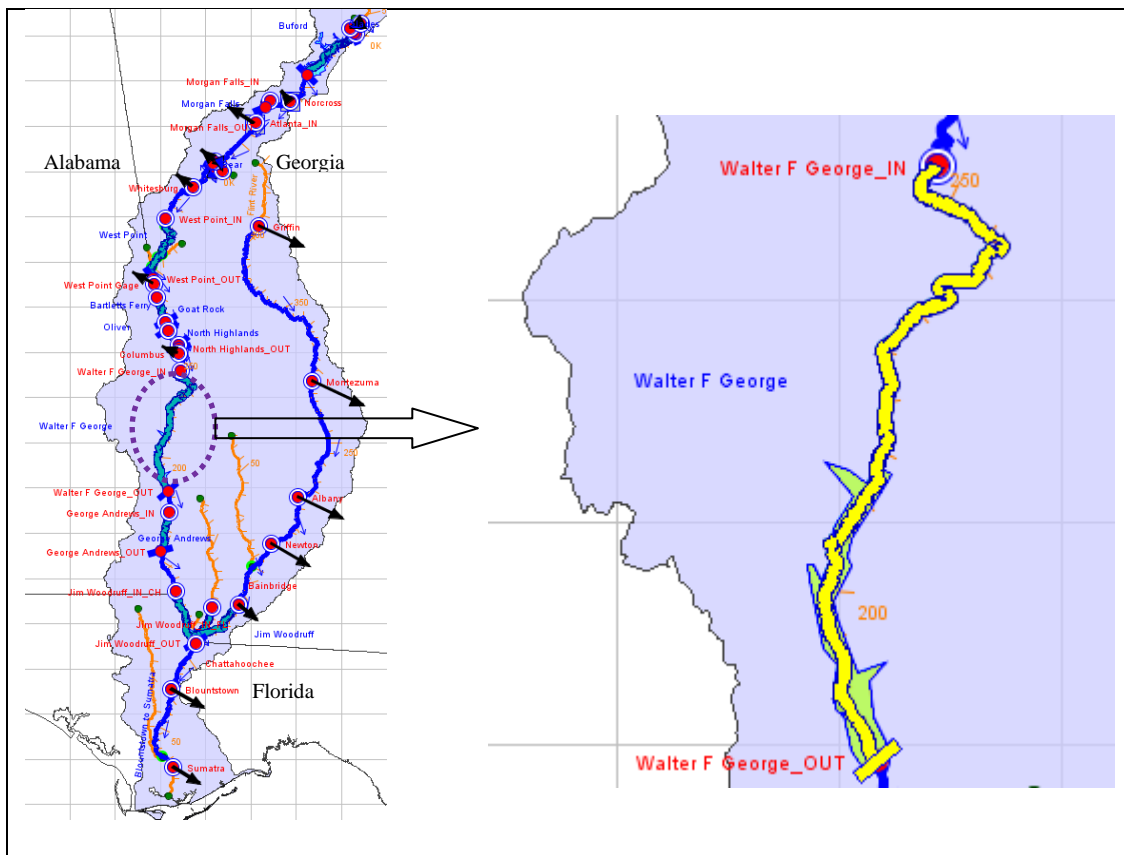 Buford
0K
Morgan Falls_IN
Morgan Falls
Norcross
Morgan Falls_OUT
Atlanta_IN
Alabama
Georgia
0K
Whitesburg
Flint River
West Point_IN
Griffin
West Point
West Point_OUT
West Point Gage
350
Bartletts Ferry
Goat Rock
Oliver
North Highlands
North Highlands_OUT
Columbus
Walter F George_IN
Montezuma
Walter F George
250
200
50
Walter F George_OUT
Albany
George Andrews_IN
George Andrews
George Andrews_OUT
Newton
Jim Woodruff_IN_CH
Bainbridge
Jim Woodruff
Jim Woodruff_OUT
Chattahoochee
Florida
Blountstown
Blountstown to Sumatra
50
Sumatra
Walter F George_IN
250
Walter F George
200
Walter F George_OUT